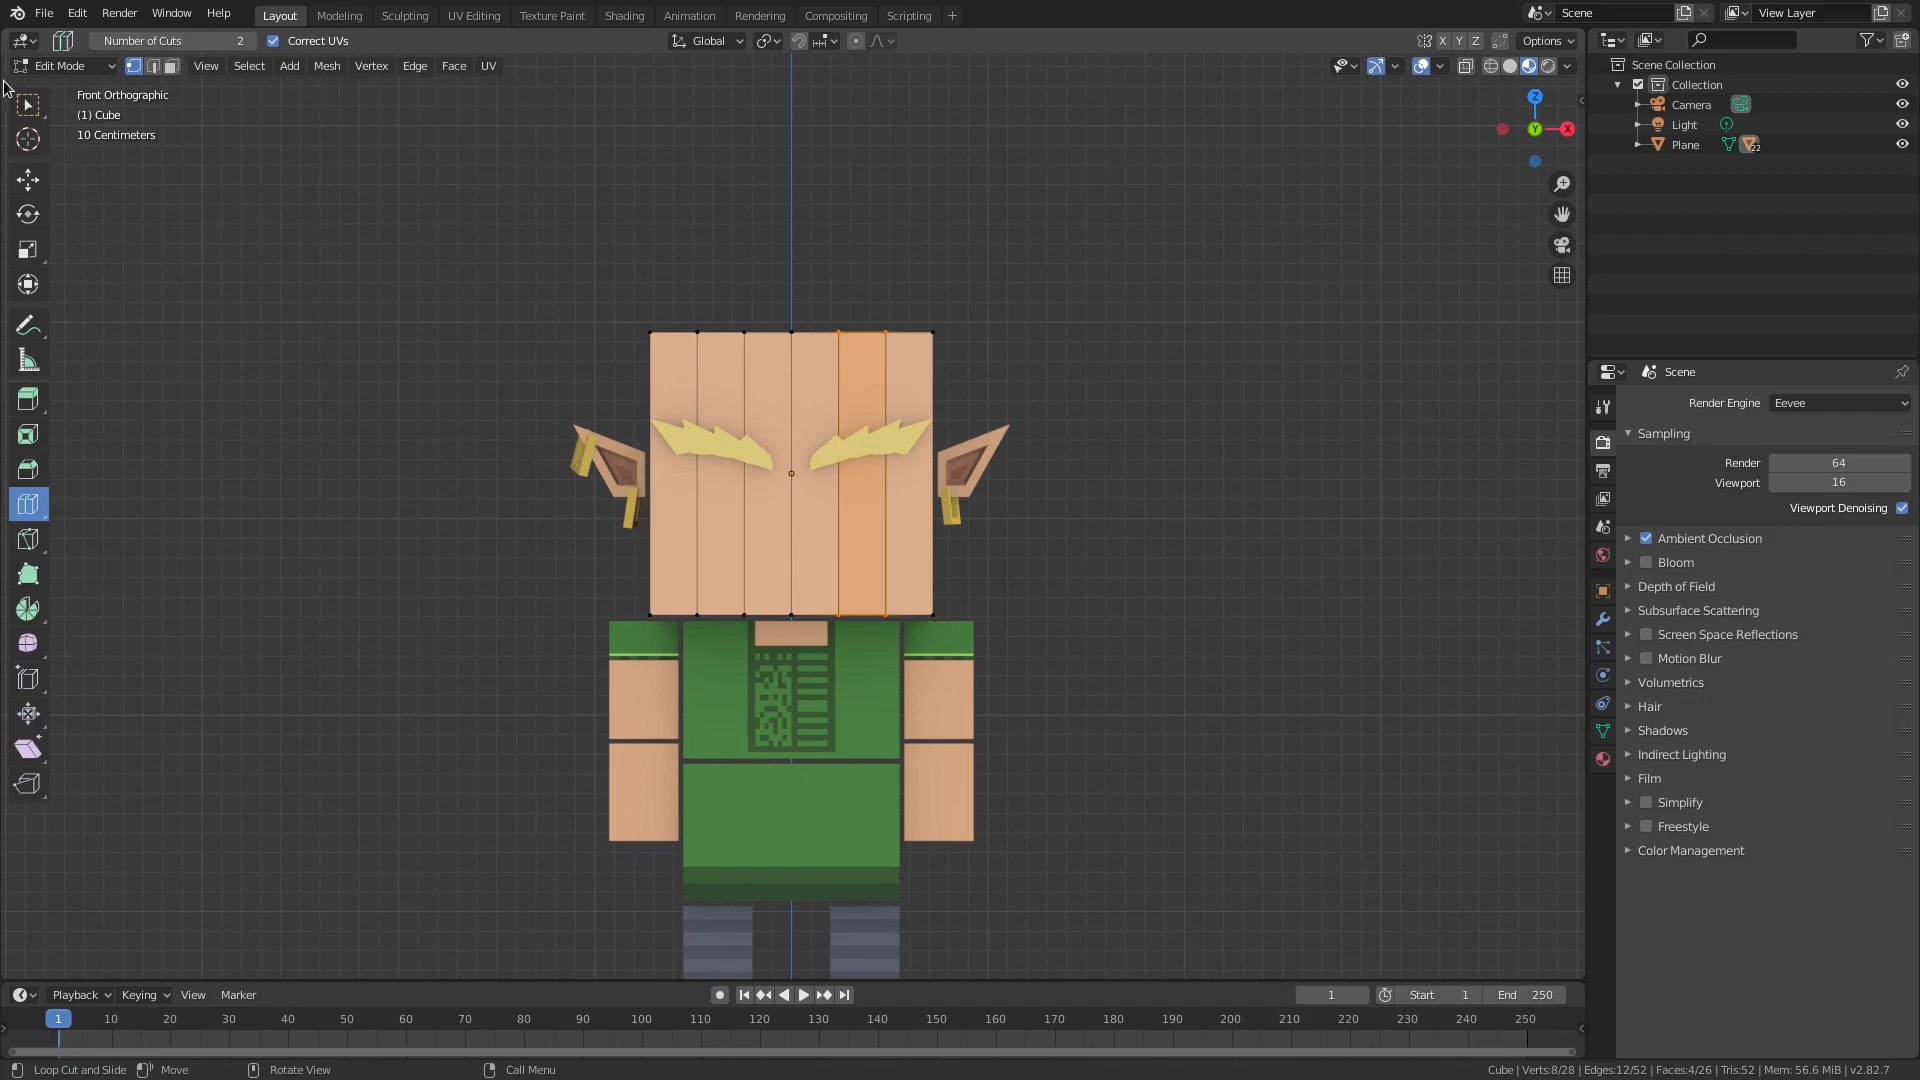 File Edit Render Window Help Layout Modeling Sculpting UV Editing Texture Paint Shading Animation Rendering Compositing Scripting + Scene View Layer
Number of Cuts 2 Correct UVs Global X Y Z Options
Edit Mode View Select Add Mesh Vertex Edge Face UV
Scene Collection
Collection
Camera
Light
Plane 22
Front Orthographic
(1) Cube
10 Centimeters
Z
Y X
Scene
Render Engine Eevee
Sampling
Render 64
Viewport 16
Viewport Denoising
Ambient Occlusion
Bloom
Depth of Field
Subsurface Scattering
Screen Space Reflections
Motion Blur
Volumetrics
Hair
Shadows
Indirect Lighting
Film
Simplify
Freestyle
Color Management
Playback Keying View Marker 1 Start 1 End 250
1 10 20 30 40 50 60 70 80 90 100 110 120 130 140 150 160 170 180 190 200 210 220 230 240 250
Loop Cut and Slide Move Rotate View Call Menu Cube | Verts:8/28 | Edges:12/52 | Faces:4/26 | Tris:52 | Mem: 56.6 MiB | v2.82.7